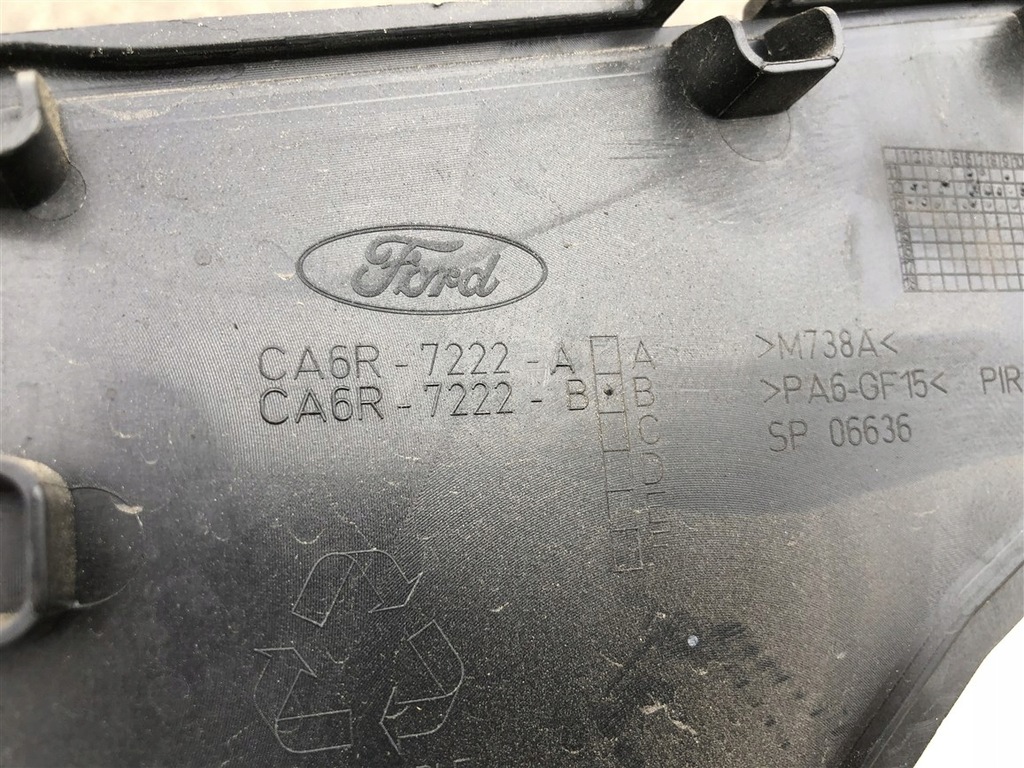 Ford
CA6R-7222-A A
CA6R-7222-B B
C
D
E
F
>M738A<
>PA6-GF15< PIR
SP 06636